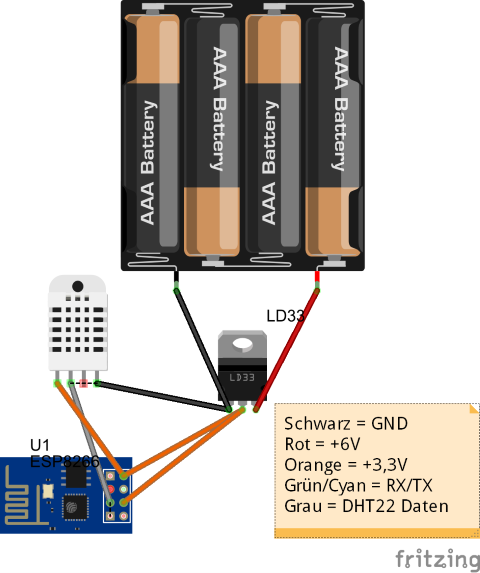 AAA Battery
AAA Battery
AAA Battery
AAA Battery
LD33
LD33
U1
ESP8266
Schwarz = GND
Rot = +6V
Orange = +3,3V
Grün/Cyan = RX/TX
Grau = DHT22 Daten
fritzing